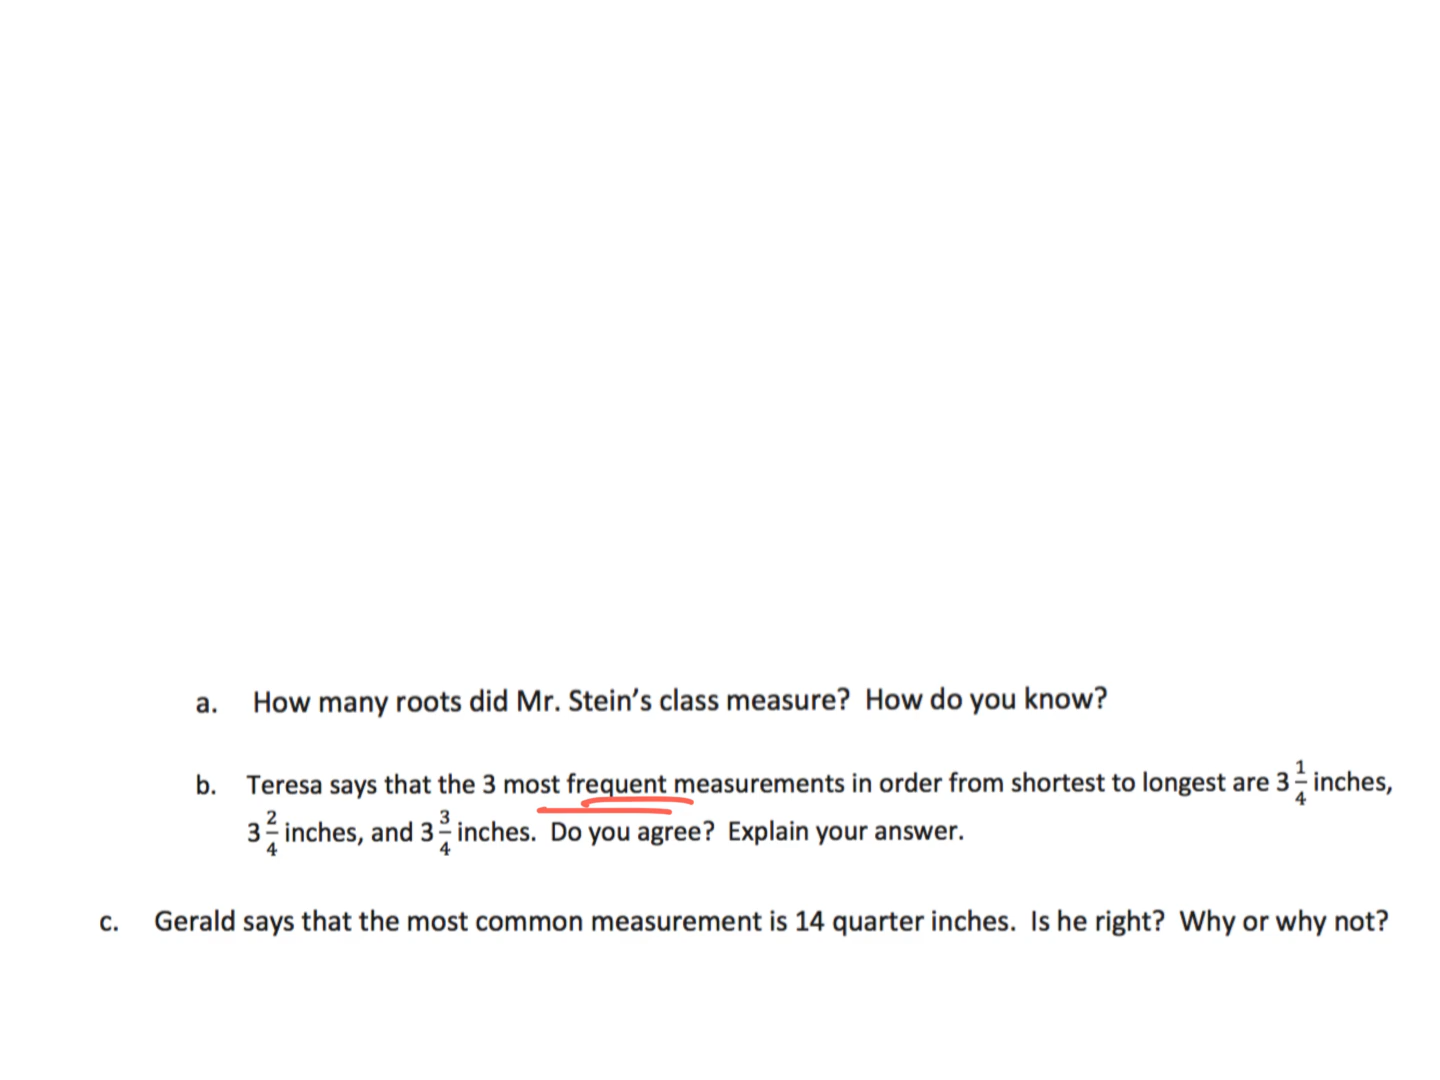 a. How many roots did Mr. Stein's class measure? How do you know?
b. Teresa says that the 3 most frequent measurements in order from shortest to longest are 3 1/4 inches,
3 2/4 inches, and 3 3/4 inches. Do you agree? Explain your answer.
c. Gerald says that the most common measurement is 14 quarter inches. Is he right? Why or why not?